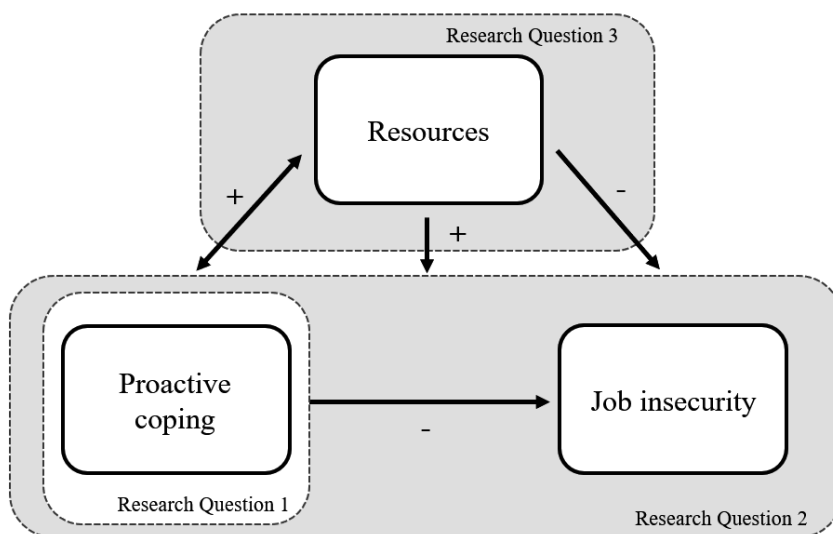 Research Question 3
Resources
+
-
+
Proactive
coping
Job insecurity
-
Research Question 1
Research Question 2